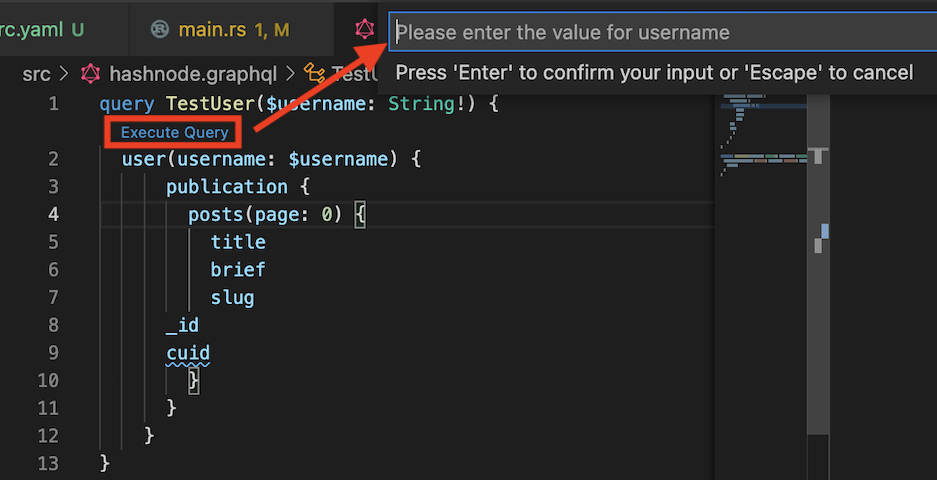 rc.yaml U
main.rs 1, M
Please enter the value for username
Press 'Enter' to confirm your input or 'Escape' to cancel
src > hashnode.graphql >
1 query TestUser($username: String!) {
Execute Query
2 user(username: $username) {
3 publication {
4 posts(page: 0) {
5 title
6 brief
7 slug
8 _id
9 cuid
10 }
11 }
12 }
13 }